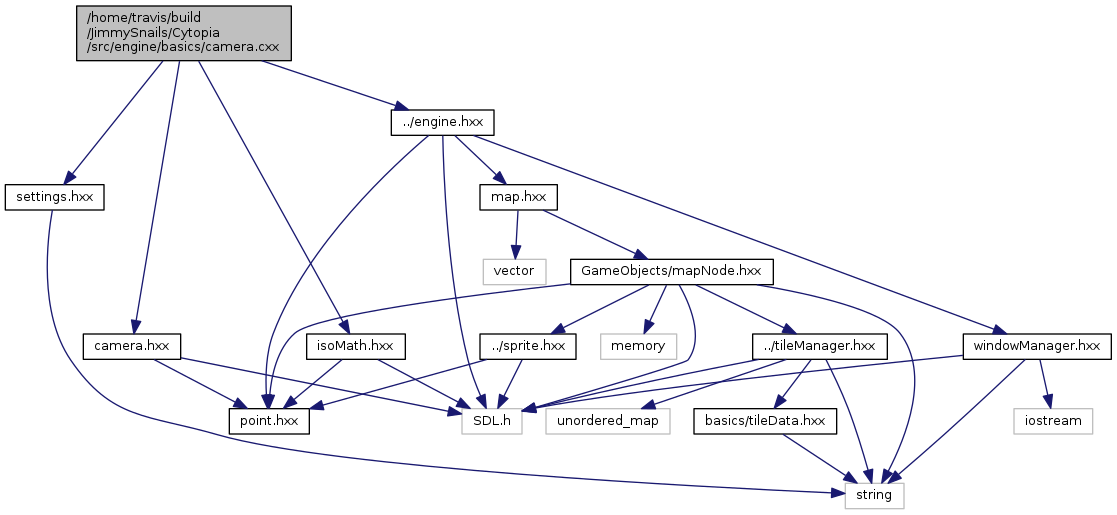 /home/travis/build
/JimmySnails/Cytopia
/src/engine/basics/camera.cxx
../engine.hxx
settings.hxx
map.hxx
vector
GameObjects/mapNode.hxx
camera.hxx
isoMath.hxx
../sprite.hxx
memory
../tileManager.hxx
windowManager.hxx
point.hxx
SDL.h
unordered_map
basics/tileData.hxx
iostream
string